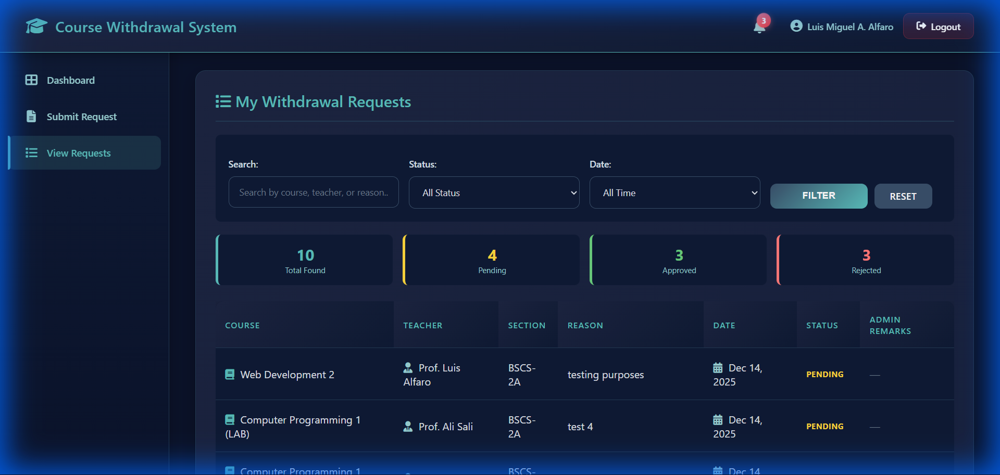 Course Withdrawal System
3
Luis Miguel A. Alfaro
Logout
Dashboard
Submit Request
View Requests
My Withdrawal Requests
Search:
Status:
Date:
Search by course, teacher, or reason..
All Status
All Time
FILTER
RESET
10
Total Found
4
Pending
3
Approved
3
Rejected
COURSE
TEACHER
SECTION
REASON
DATE
STATUS
ADMIN
REMARKS
Web Development 2
Prof. Luis
Alfaro
BSCS-
2A
testing purposes
Dec 14,
2025
PENDING
—
Computer Programming 1
(LAB)
Prof. Ali Sali
BSCS-
2A
test 4
Dec 14,
2025
PENDING
—
Computer Programming 1
BSCS-
Dec 14,